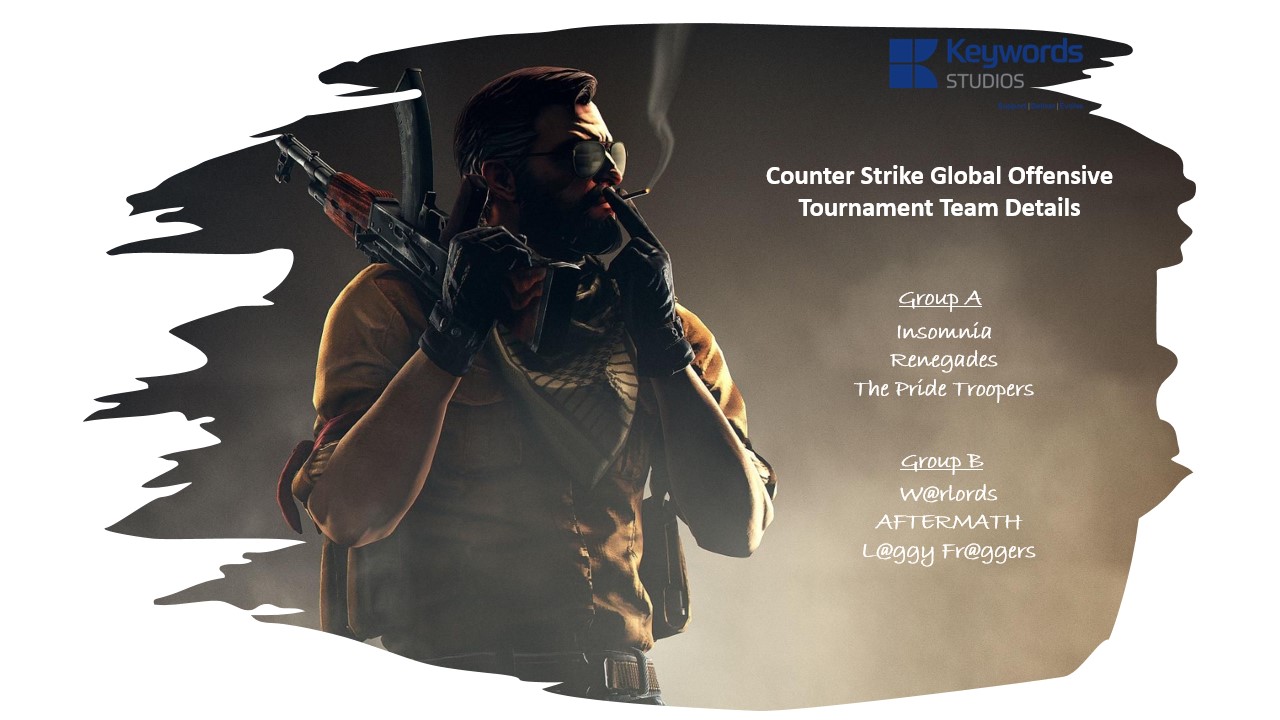 Keywords
STUDIOS
Counter Strike Global Offensive
Tournament Team Details
Group A
Insomnia
Renegades
The Pride Troopers
Group B
W@rlords
AFTERMATH
L@ggy Fr@ggers